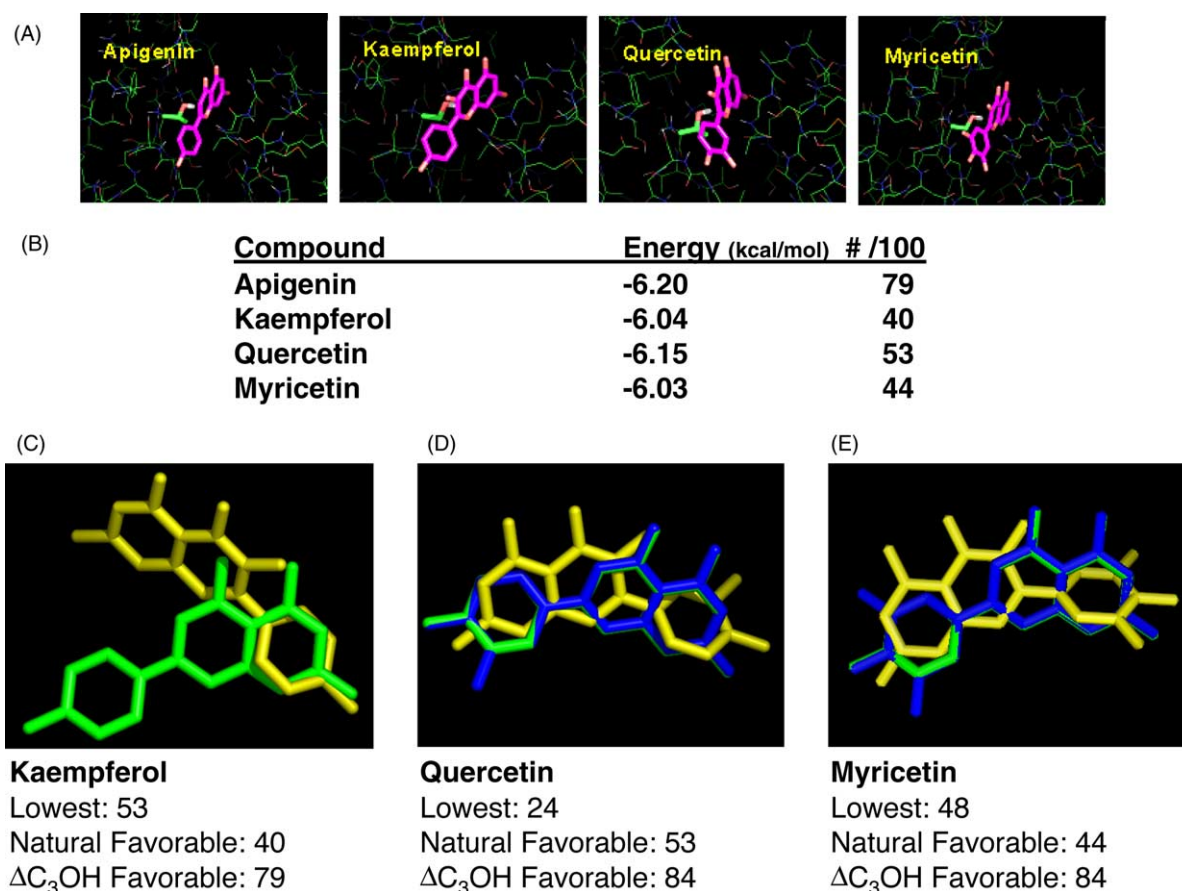 (A)
Apigenin
Kaempferol
Quercetin
Myricetin
(B)
Compound Energy (kcal/mol) # /100
Apigenin -6.20 79
Kaempferol -6.04 40
Quercetin -6.15 53
Myricetin -6.03 44
(C)
(D)
(E)
Kaempferol
Lowest: 53
Natural Favorable: 40
ΔC₃OH Favorable: 79
Quercetin
Lowest: 24
Natural Favorable: 53
ΔC₃OH Favorable: 84
Myricetin
Lowest: 48
Natural Favorable: 44
ΔC₃OH Favorable: 84